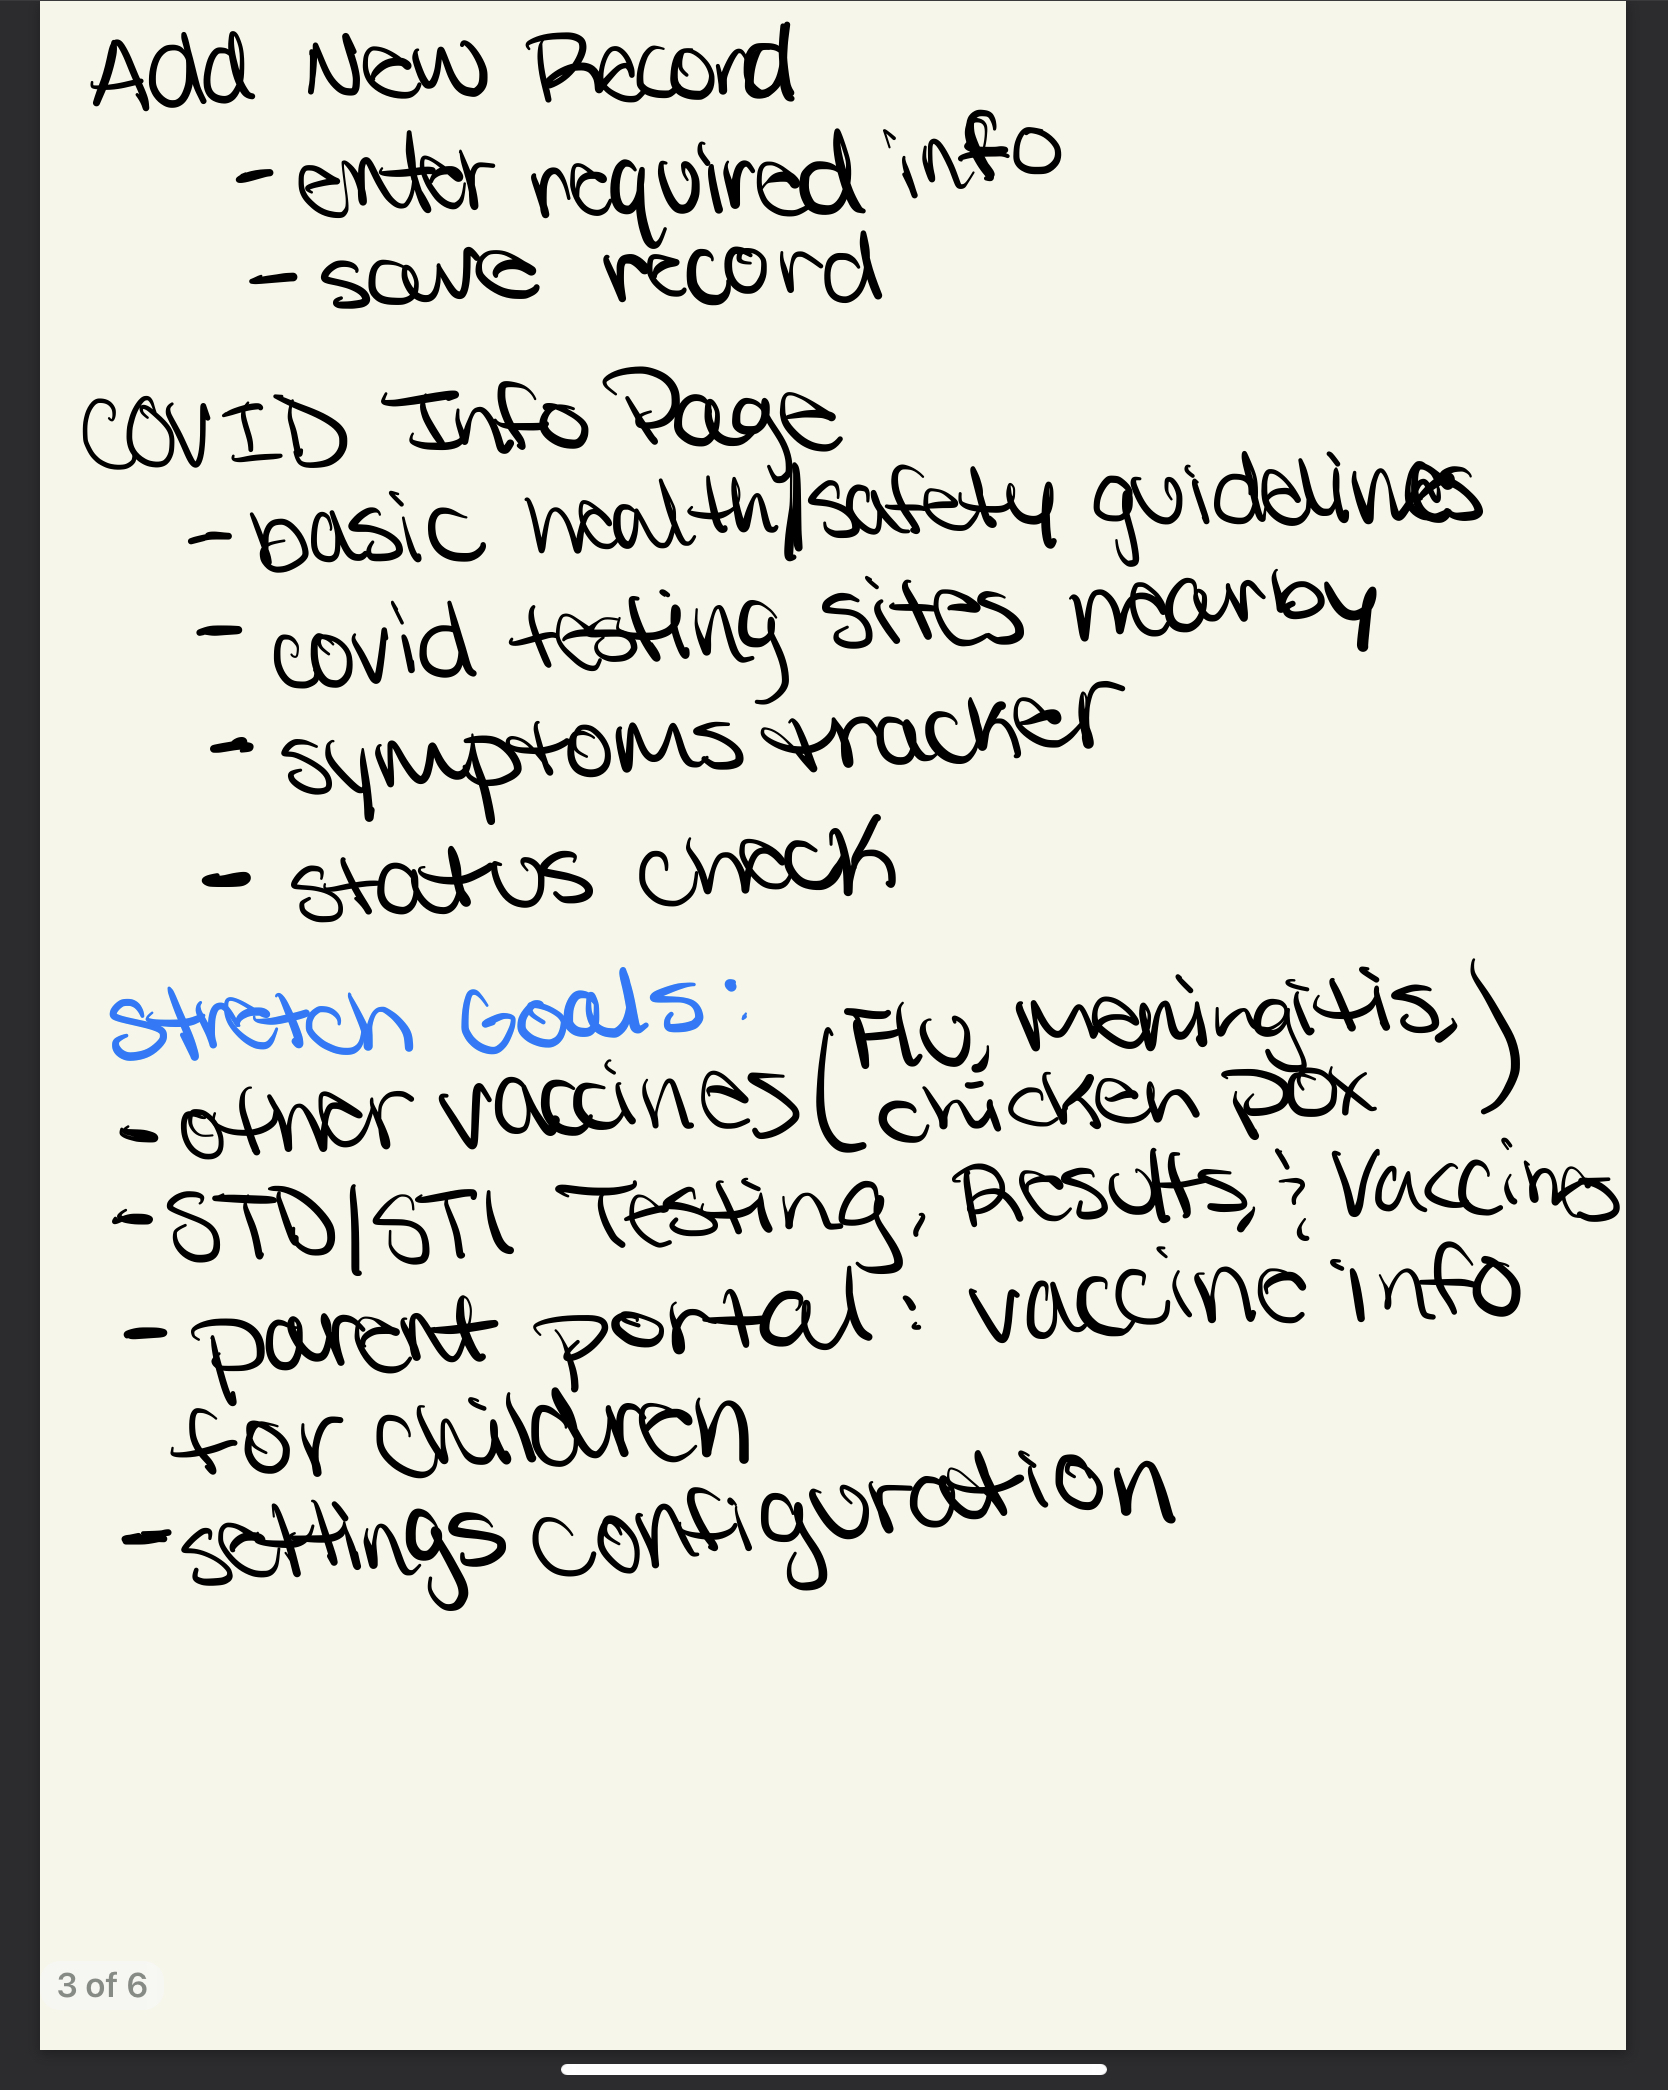 Add New Record
- enter required info
- save record
COVID Info Page
- basic health/safety guidelines
- covid testing sites nearby
- symptoms tracker
- status check
Stretch Goals:
- other vaccines (Flu, meningitis, chicken pox)
- STD/STI Testing, Results, & Vaccines
- parent portal: vaccine info
for children
- settings configuration
3 of 6